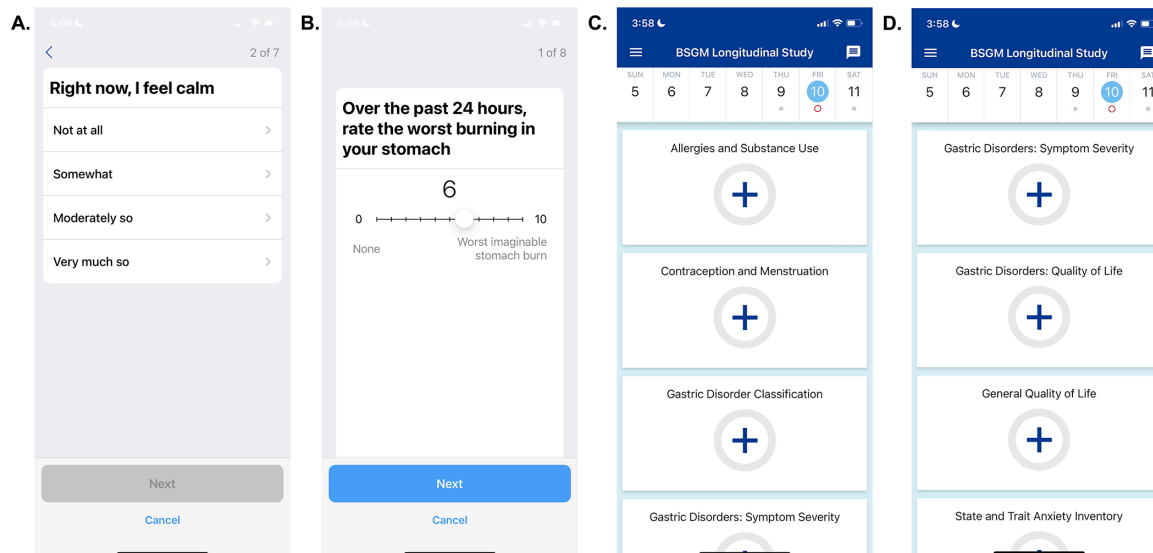 A.
4:00
2 of 7
Right now, I feel calm
Not at all
Somewhat
Moderately so
Very much so
Next
Cancel
B.
3:59
1 of 8
Over the past 24 hours,
rate the worst burning in
your stomach
6
0 10
None Worst imaginable
stomach burn
Next
Cancel
C.
3:58
BSGM Longitudinal Study
SUN MON TUE WED THU FRI SAT
5 6 7 8 9 10 11
Allergies and Substance Use
Contraception and Menstruation
Gastric Disorder Classification
Gastric Disorders: Symptom Severity
D.
3:58
BSGM Longitudinal Study
SUN MON TUE WED THU FRI SAT
5 6 7 8 9 10 11
Gastric Disorders: Symptom Severity
Gastric Disorders: Quality of Life
General Quality of Life
State and Trait Anxiety Inventory